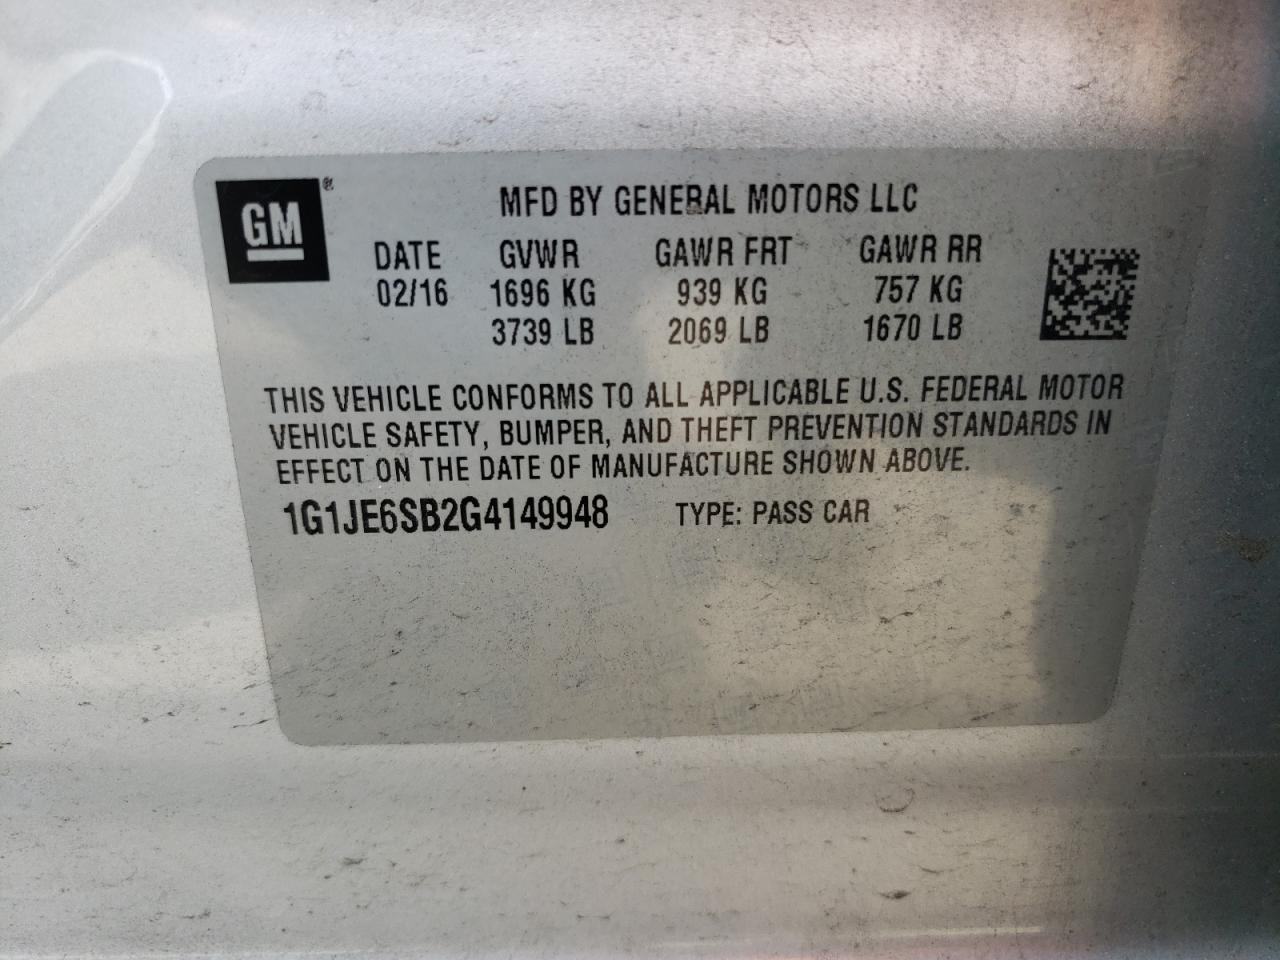 GM®
MFD BY GENERAL MOTORS LLC
DATE GVWR GAWR FRT GAWR RR
02/16 1696 KG 939 KG 757 KG
3739 LB 2069 LB 1670 LB
THIS VEHICLE CONFORMS TO ALL APPLICABLE U.S. FEDERAL MOTOR
VEHICLE SAFETY, BUMPER, AND THEFT PREVENTION STANDARDS IN
EFFECT ON THE DATE OF MANUFACTURE SHOWN ABOVE.
1G1JE6SB2G4149948 TYPE: PASS CAR